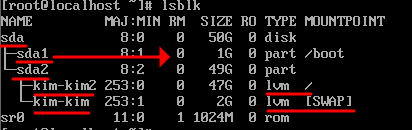 [root@localhost ~]# lsblk
NAME MAJ:MIN RM SIZE RO TYPE MOUNTPOINT
sda 8:0 0 50G 0 disk
├─sda1 8:1 0 1G 0 part /boot
└─sda2 8:2 0 49G 0 part
├─kim-kim2 253:0 0 47G 0 lvm /
└─kim-kim 253:1 0 2G 0 lvm [SWAP]
sr0 11:0 1 1024M 0 rom